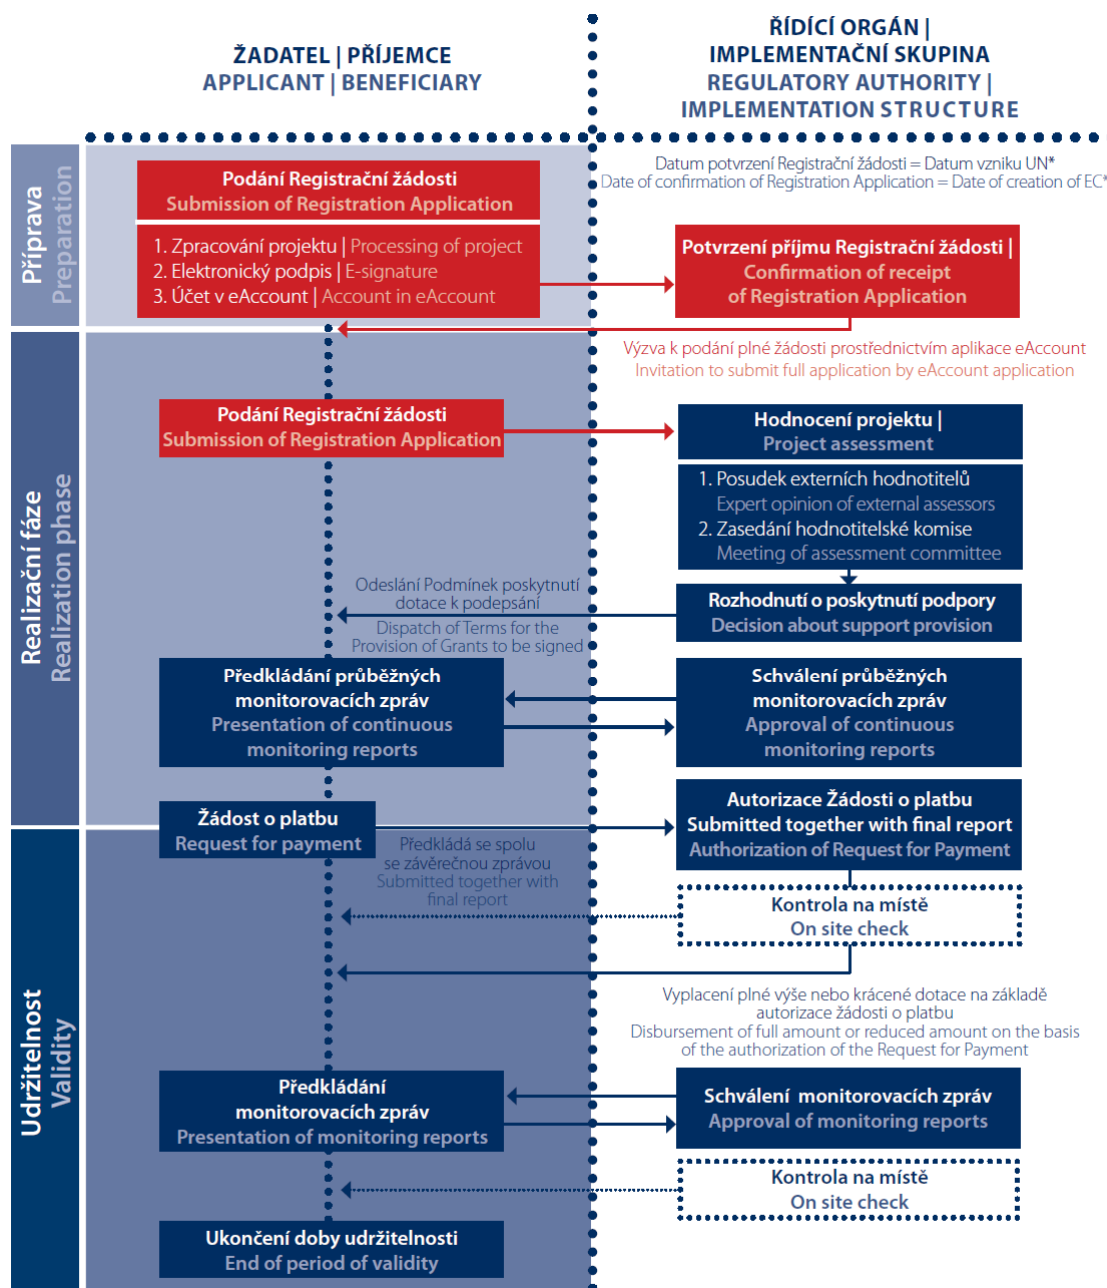 ŽADATEL | PŘÍJEMCE
APPLICANT | BENEFICIARY
ŘÍDÍCÍ ORGÁN |
IMPLEMENTAČNÍ SKUPINA
REGULATORY AUTHORITY |
IMPLEMENTATION STRUCTURE
Příprava
Preparation
Podání Registrační žádosti
Submission of Registration Application
1. Zpracování projektu | Processing of project
2. Elektronický podpis | E-signature
3. Účet v eAccount | Account in eAccount
Datum potvrzení Registrační žádosti = Datum vzniku UN*
Date of confirmation of Registration Application = Date of creation of EC*
Potvrzení příjmu Registrační žádosti |
Confirmation of receipt
of Registration Application
Výzva k podání plné žádosti prostřednictvím aplikace eAccount
Invitation to submit full application by eAccount application
Realizační fáze
Realization phase
Podání Registrační žádosti
Submission of Registration Application
Hodnocení projektu |
Project assessment
1. Posudek externích hodnotitelů
Expert opinion of external assessors
2. Zasedání hodnotitelské komise
Meeting of assessment committee
Odeslání Podmínek poskytnutí
dotace k podepsání
Dispatch of Terms for the
Provision of Grants to be signed
Rozhodnutí o poskytnutí podpory
Decision about support provision
Předkládání průběžných
monitorovacích zpráv
Presentation of continuous
monitoring reports
Schválení průběžných
monitorovacích zpráv
Approval of continuous
monitoring reports
Žádost o platbu
Request for payment
Předkládá se spolu
se závěrečnou zprávou
Submitted together with
final report
Autorizace Žádosti o platbu
Submitted together with final report
Authorization of Request for Payment
Kontrola na místě
On site check
Udržitelnost
Validity
Vyplacení plné výše nebo krácené dotace na základě
autorizace žádosti o platbu
Disbursement of full amount or reduced amount on the basis
of the authorization of the Request for Payment
Předkládání
monitorovacích zpráv
Presentation of monitoring reports
Schválení monitorovacích zpráv
Approval of monitoring reports
Kontrola na místě
On site check
Ukončení doby udržitelnosti
End of period of validity